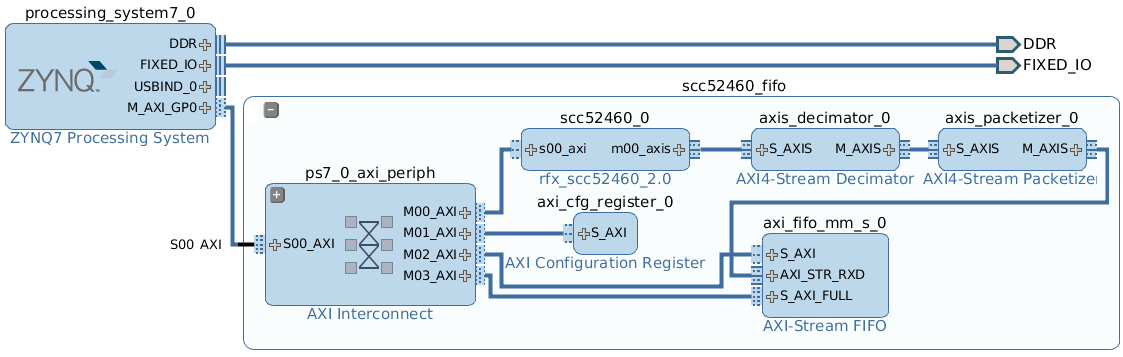 processing_system7_0
DDR
FIXED_IO
USBIND_0
M_AXI_GP0
ZYNQ
ZYNQ7 Processing System
DDR
FIXED_IO
scc52460_fifo
scc52460_0
s00_axi m00_axis
rfx_scc52460_2.0
axis_decimator_0
S_AXIS M_AXIS
AXI4-Stream Decimator
axis_packetizer_0
S_AXIS M_AXIS
AXI4-Stream Packetizer
ps7_0_axi_periph
S00_AXI
S00_AXI
M00_AXI
M01_AXI
M02_AXI
M03_AXI
AXI Interconnect
axi_cfg_register_0
S_AXI
AXI Configuration Register
axi_fifo_mm_s_0
S_AXI
AXI_STR_RXD
S_AXI_FULL
AXI-Stream FIFO